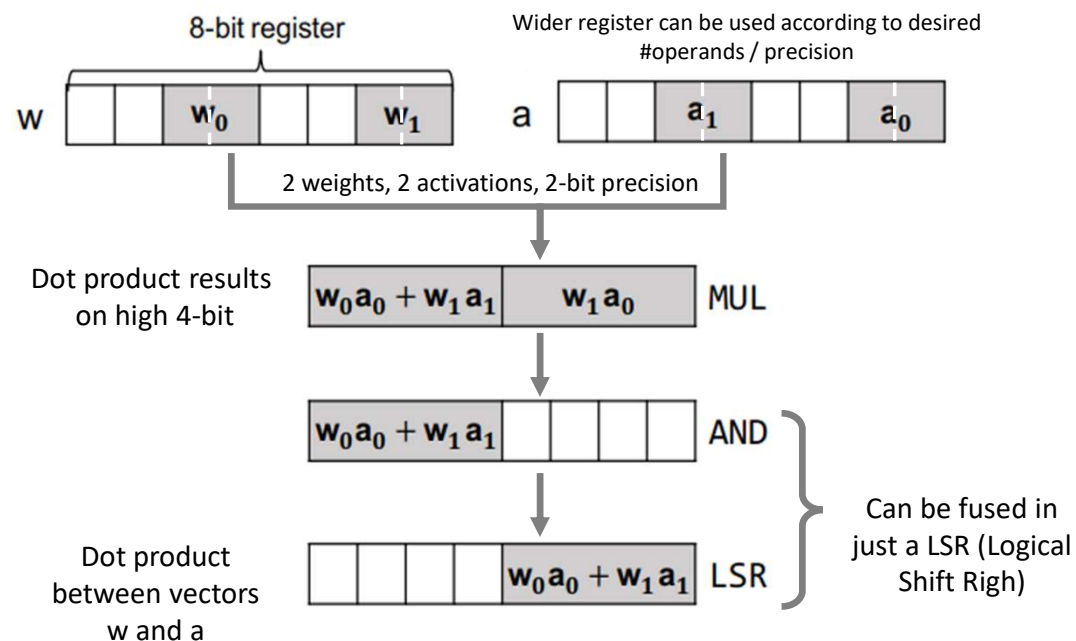 8-bit register
Wider register can be used according to desired
#operands / precision
w
w₀
w₁
a
a₁
a₀
2 weights, 2 activations, 2-bit precision
Dot product results
on high 4-bit
w₀a₀ + w₁a₁
w₁a₀
MUL
w₀a₀ + w₁a₁
AND
Can be fused in
just a LSR (Logical
Shift Righ)
Dot product
between vectors
w and a
w₀a₀ + w₁a₁
LSR